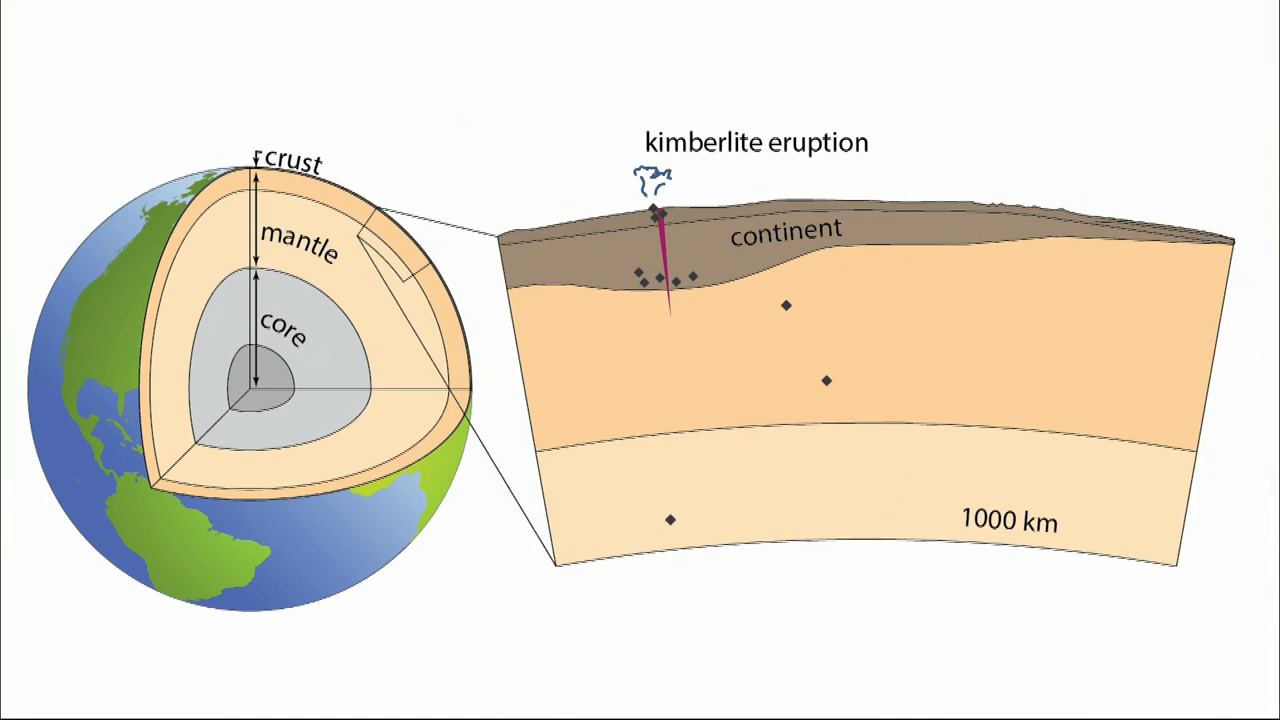 crust
mantle
core
kimberlite eruption
continent
1000 km